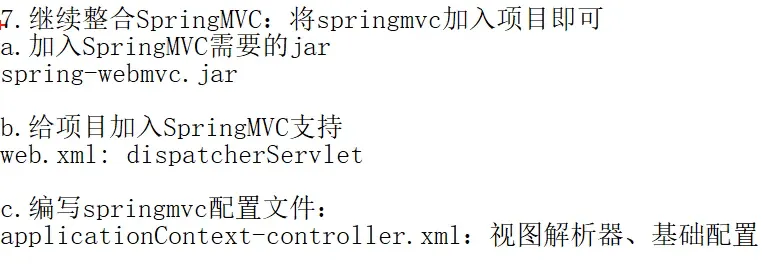 7.继续整合SpringMVC：将springmvc加入项目即可
a.加入SpringMVC需要的jar
spring-webmvc.jar
b.给项目加入SpringMVC支持
web.xml: dispatcherServlet
c.编写springmvc配置文件：
applicationContext-controller.xml：视图解析器、基础配置